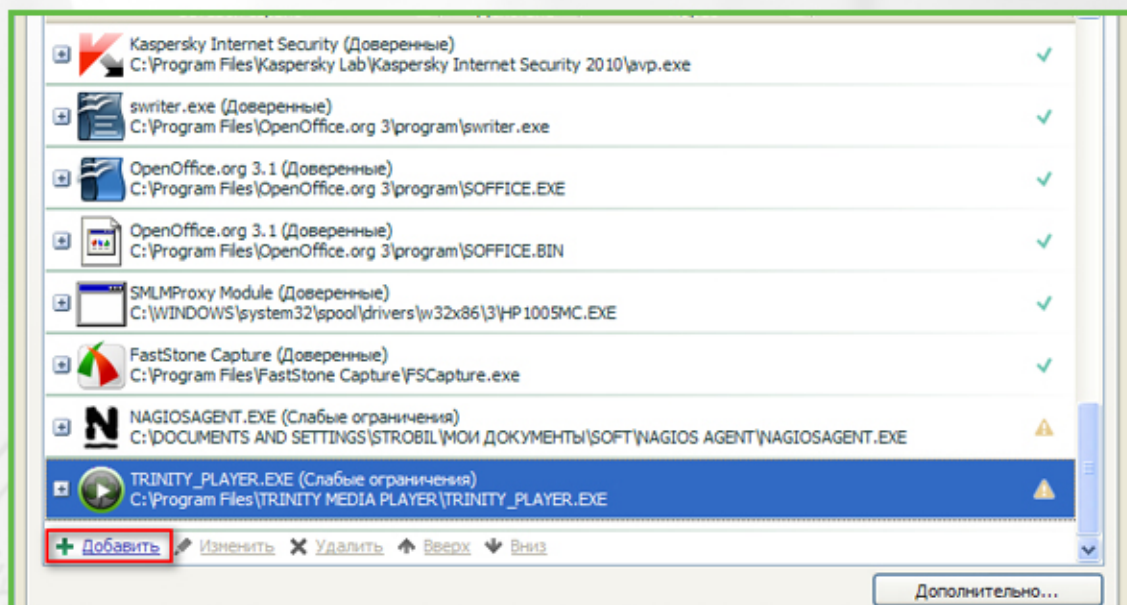 Kaspersky Internet Security (Доверенные)
C:\Program Files\Kaspersky Lab\Kaspersky Internet Security 2010\avp.exe
swriter.exe (Доверенные)
C:\Program Files\OpenOffice.org 3\program\swriter.exe
OpenOffice.org 3.1 (Доверенные)
C:\Program Files\OpenOffice.org 3\program\SOFFICE.EXE
OpenOffice.org 3.1 (Доверенные)
C:\Program Files\OpenOffice.org 3\program\SOFFICE.BIN
SMLMProxy Module (Доверенные)
C:\WINDOWS\system32\spool\drivers\w32x86\3\HP1005MC.EXE
FastStone Capture (Доверенные)
C:\Program Files\FastStone Capture\FSCapture.exe
NAGIOSAGENT.EXE (Слабые ограничения)
C:\DOCUMENTS AND SETTINGS\STROBIL\МОИ ДОКУМЕНТЫ\SOFT\NAGIOS AGENT\NAGIOSAGENT.EXE
TRINITY_PLAYER.EXE (Слабые ограничения)
C:\Program Files\TRINITY MEDIA PLAYER\TRINITY_PLAYER.EXE
Добавить Изменить Удалить Вверх Вниз
Дополнительно...